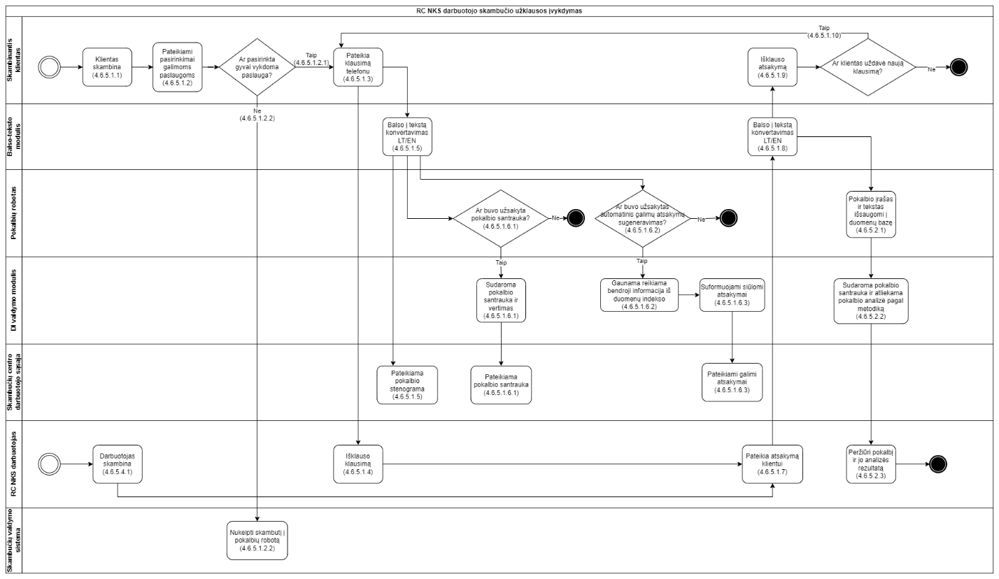 RC NKS darbuotojo skambučio užklausos įvykdymas
Skambinantis
klientas
Klientas
skambina
(4.6.5.1.1)
Pateikiami
pasirinkimai
galimoms
paslaugoms
(4.6.5.1.2)
Ar pasirinkta
gyvai vykdoma
paslauga?
Taip
(4.6.5.1.2.1)
Pateikia
klausimą
telefonu
(4.6.5.1.3)
Taip
(4.6.5.1.10)
Išklauso
atsakymą
(4.6.5.1.9)
Ar klientas uždavė naują
klausimą?
Ne
Ne
(4.6.5.1.2.2)
Balso-teksto
modulis
Balso į tekstą
konvertavimas
LT/EN
(4.6.5.1.5)
Balso į tekstą
konvertavimas
LT/EN
(4.6.5.1.8)
Pokalbių robotas
Ar buvo užsakyta
pokalbio santrauka?
(4.6.5.1.6.1)
Ne
Ar buvo užsakytas
automatinis galimų atsakymų
sugeneravimas?
(4.6.5.1.6.2)
Ne
Pokalbio įrašas
ir tekstas
išsaugomi į
duomenų bazę
(4.6.5.2.1)
Taip
Taip
DI valdymo modulis
Sudaroma
pokalbio
santrauka ir
vertimas
(4.6.5.1.6.1)
Gaunama reikiama
bendroji informacija iš
duomenų indekso
(4.6.5.1.6.2)
Suformuojami siūlomi
atsakymai
(4.6.5.1.6.3)
Sudaroma pokalbio
santrauka ir atliekama
pokalbio analizė pagal
metodiką
(4.6.5.2.2)
Skambučių centro
darbuotojo sąsaja
Pateikiama
pokalbio
stenograma
(4.6.5.1.5)
Pateikiama
pokalbio santrauka
(4.6.5.1.6.1)
Pateikiami galimi
atsakymai
(4.6.5.1.6.3)
RC NKS darbuotojas
Darbuotojas
skambina
(4.6.5.4.1)
Išklauso
klausimą
(4.6.5.1.4)
Pateikia atsakymą
klientui
(4.6.5.1.7)
Peržiūri pokalbį
ir jo analizės
rezultatą
(4.6.5.2.3)
Skambučių valdymo
sistema
Nukeipti skambutį į
pokalbių robotą
(4.6.5.1.2.2)